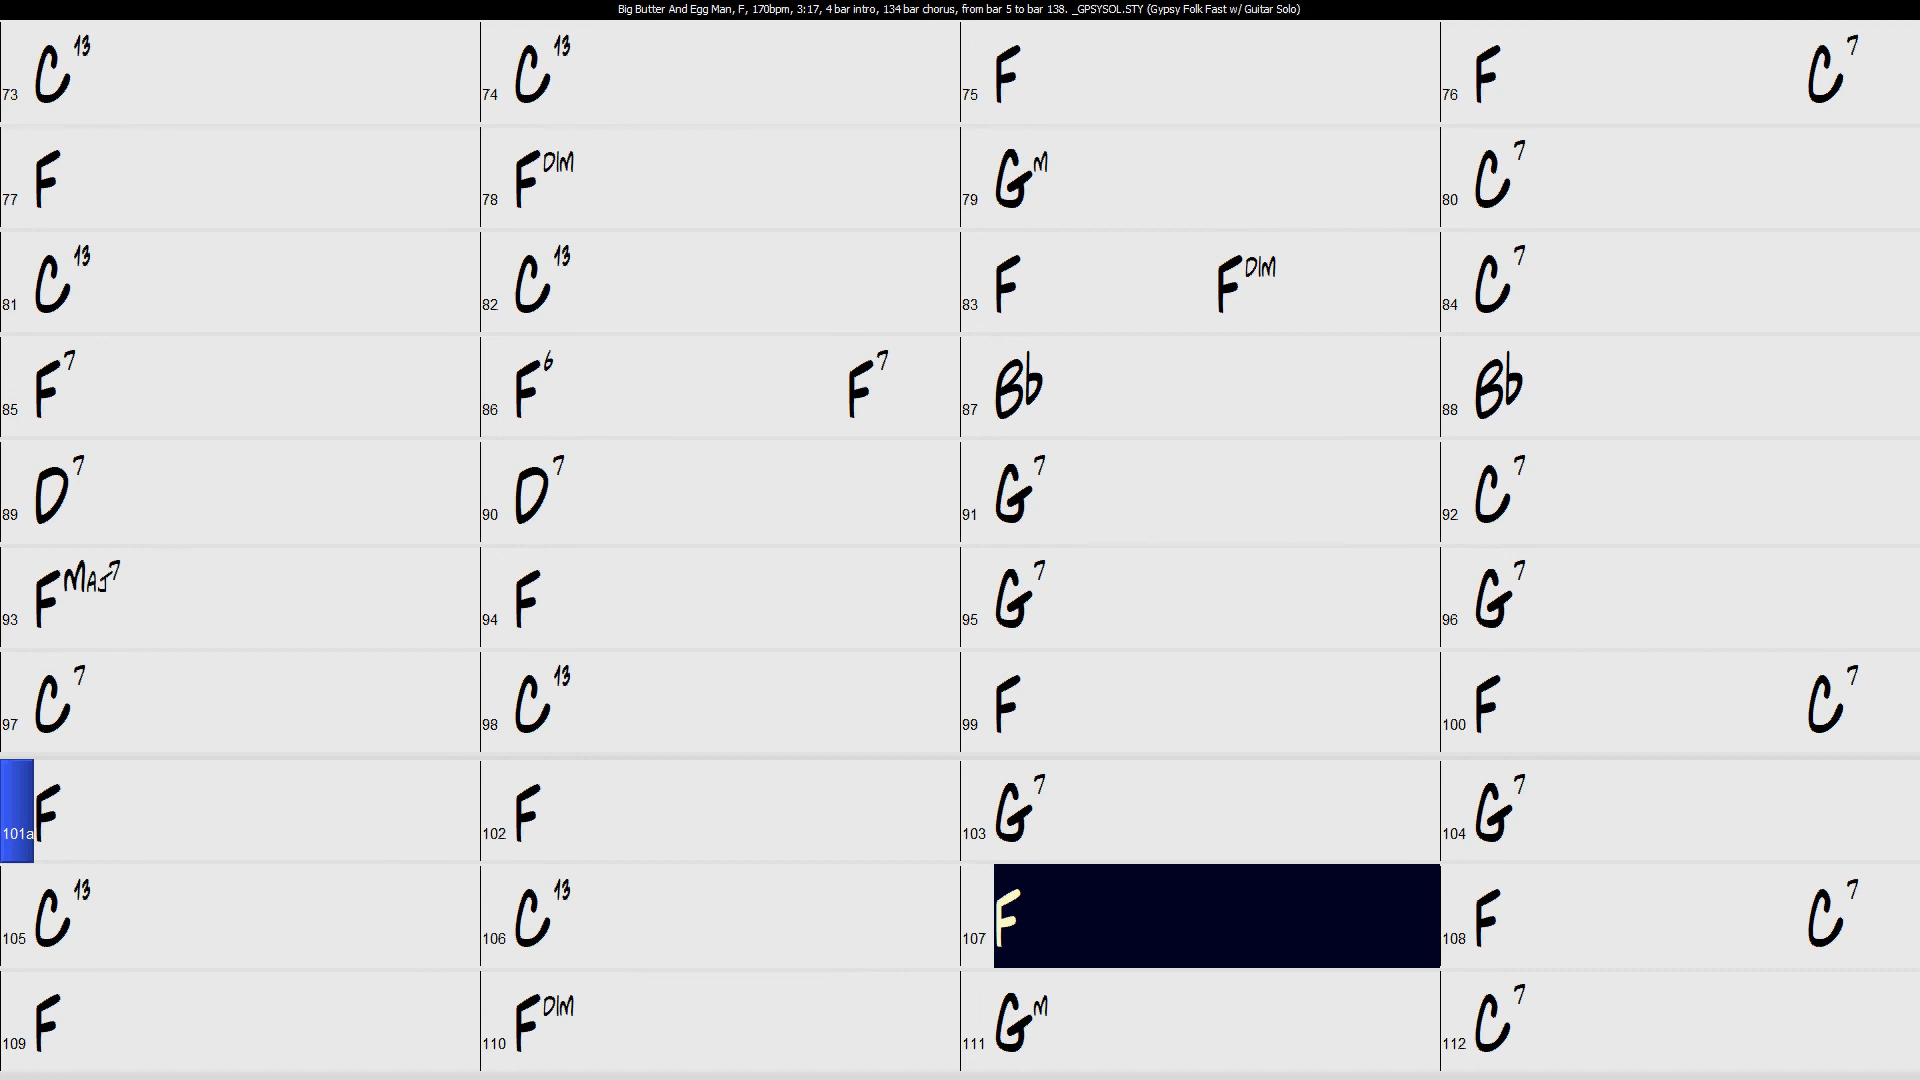 Big Butter And Egg Man, F, 170bpm, 3:17, 4 bar intro, 134 bar chorus, from bar 5 to bar 138. _GPSYSOL.STY (Gypsy Folk Fast w/ Guitar Solo)
73 C13 74 C13 75 F 76 F C7
77 F 78 FDIM 79 GM 80 C7
81 C13 82 C13 83 F FDIM 84 C7
85 F7 86 F6 F7 87 Bb 88 Bb
89 D7 90 D7 91 G7 92 C7
93 FMAJ7 94 F 95 G7 96 G7
97 C7 98 C13 99 F 100 F C7
101a F 102 F 103 G7 104 G7
105 C13 106 C13 107 F 108 F C7
109 F 110 FDIM 111 GM 112 C7